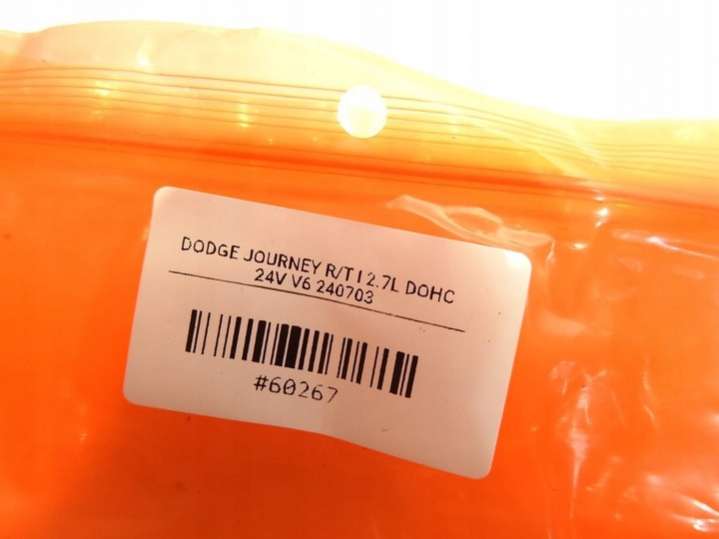 DODGE JOURNEY R/T I 2.7L DOHC
24V V6 240703
#60267